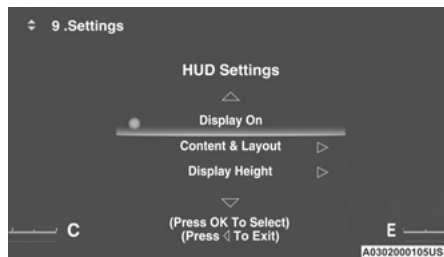 9 .Settings
HUD Settings
Display On
Content & Layout
Display Height
(Press OK To Select)
(Press ◁ To Exit)
C
E
A0302000105US